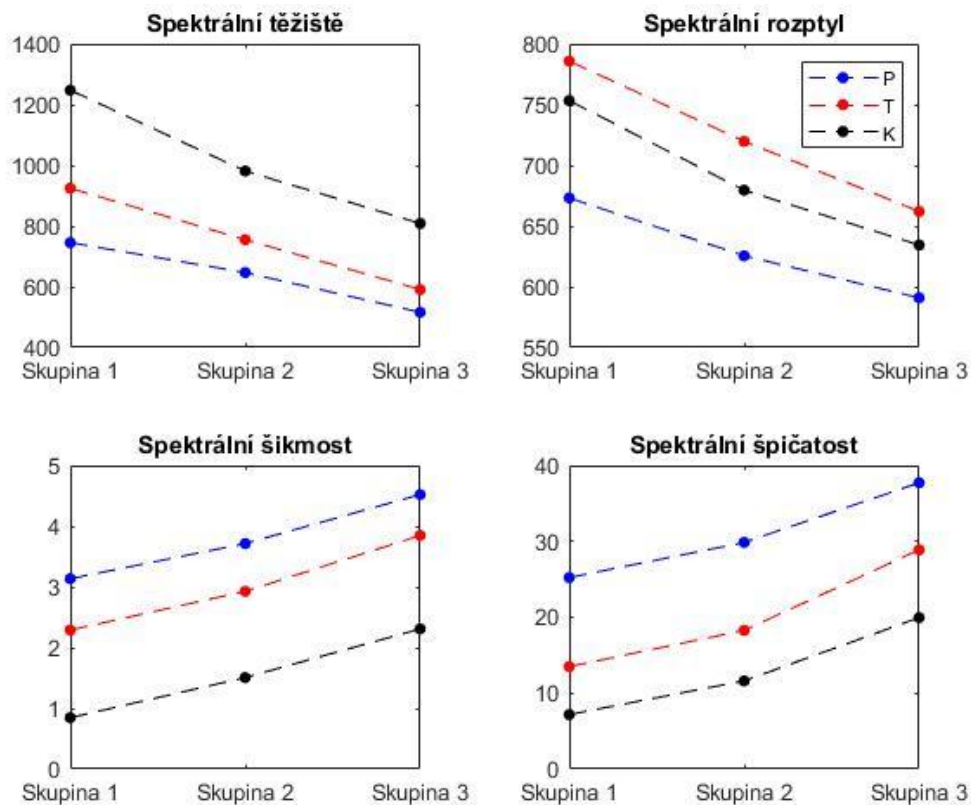 Spektrální těžiště
1400
1200
1000
800
600
400
Skupina 1 Skupina 2 Skupina 3
Spektrální rozptyl
800
750
700
650
600
550
P
T
K
Skupina 1 Skupina 2 Skupina 3
Spektrální šikmost
5
4
3
2
1
0
Skupina 1 Skupina 2 Skupina 3
Spektrální špičatost
40
30
20
10
0
Skupina 1 Skupina 2 Skupina 3